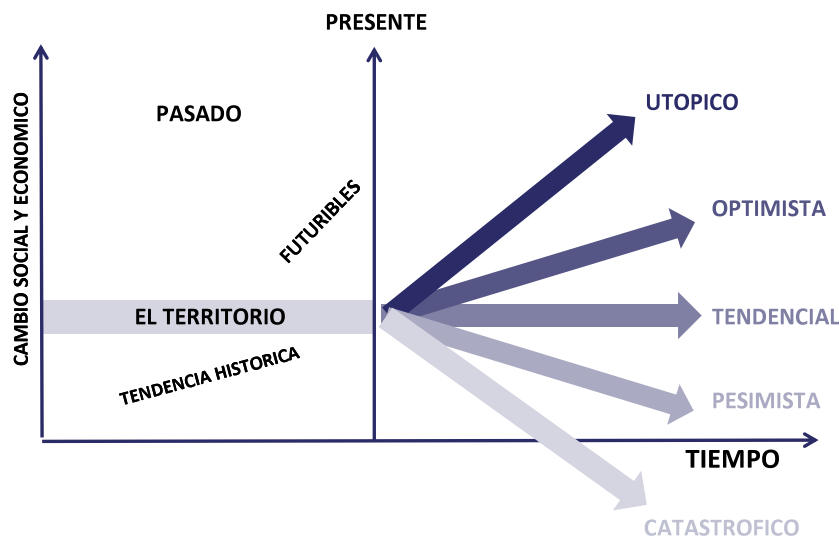 PRESENTE
UTOPICO
PASADO
OPTIMISTA
FUTURIBLES
CAMBIO SOCIAL Y ECONOMICO
EL TERRITORIO
TENDENCIAL
TENDENCIA HISTORICA
PESIMISTA
TIEMPO
CATASTROFICO